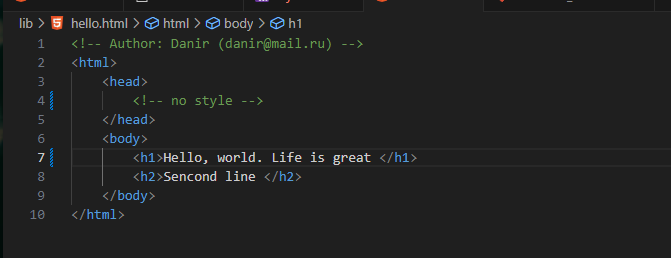 lib > hello.html > html > body > h1
1 <!-- Author: Danir (danir@mail.ru) -->
2 <html>
3 <head>
4 <!-- no style -->
5 </head>
6 <body>
7 <h1>Hello, world. Life is great </h1>
8 <h2>Sencond line </h2>
9 </body>
10 </html>